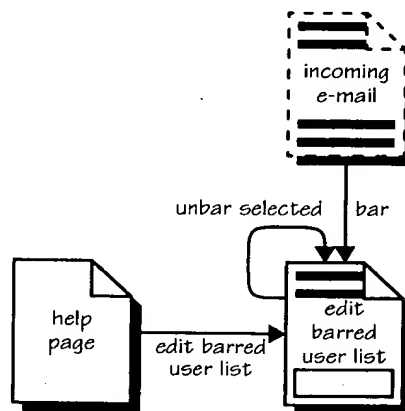 incoming
e-mail
unbar selected
bar
help
page
edit barred
user list
edit
barred
user list